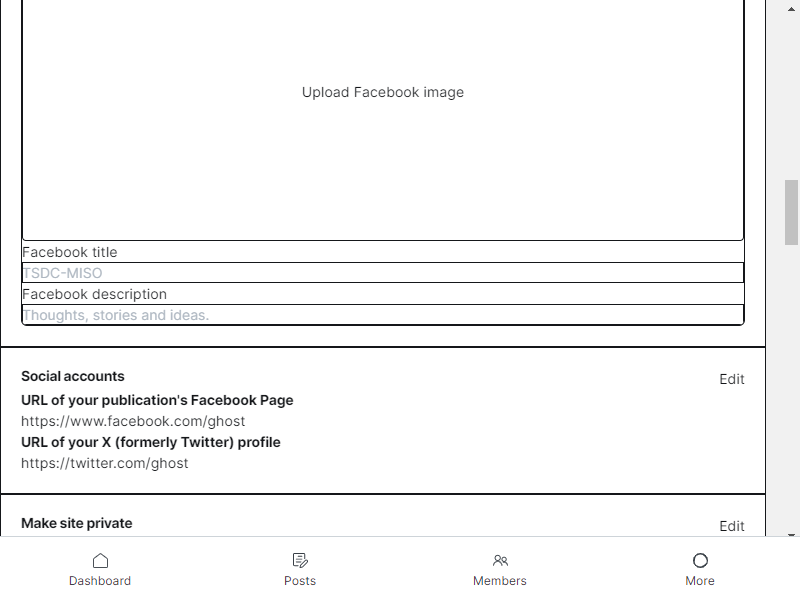 Upload Facebook image
Facebook title
TSDC-MISO
Facebook description
Thoughts, stories and ideas.
Social accounts
Edit
URL of your publication's Facebook Page
https://www.facebook.com/ghost
URL of your X (formerly Twitter) profile
https://twitter.com/ghost
Make site private
Edit
Dashboard
Posts
Members
More